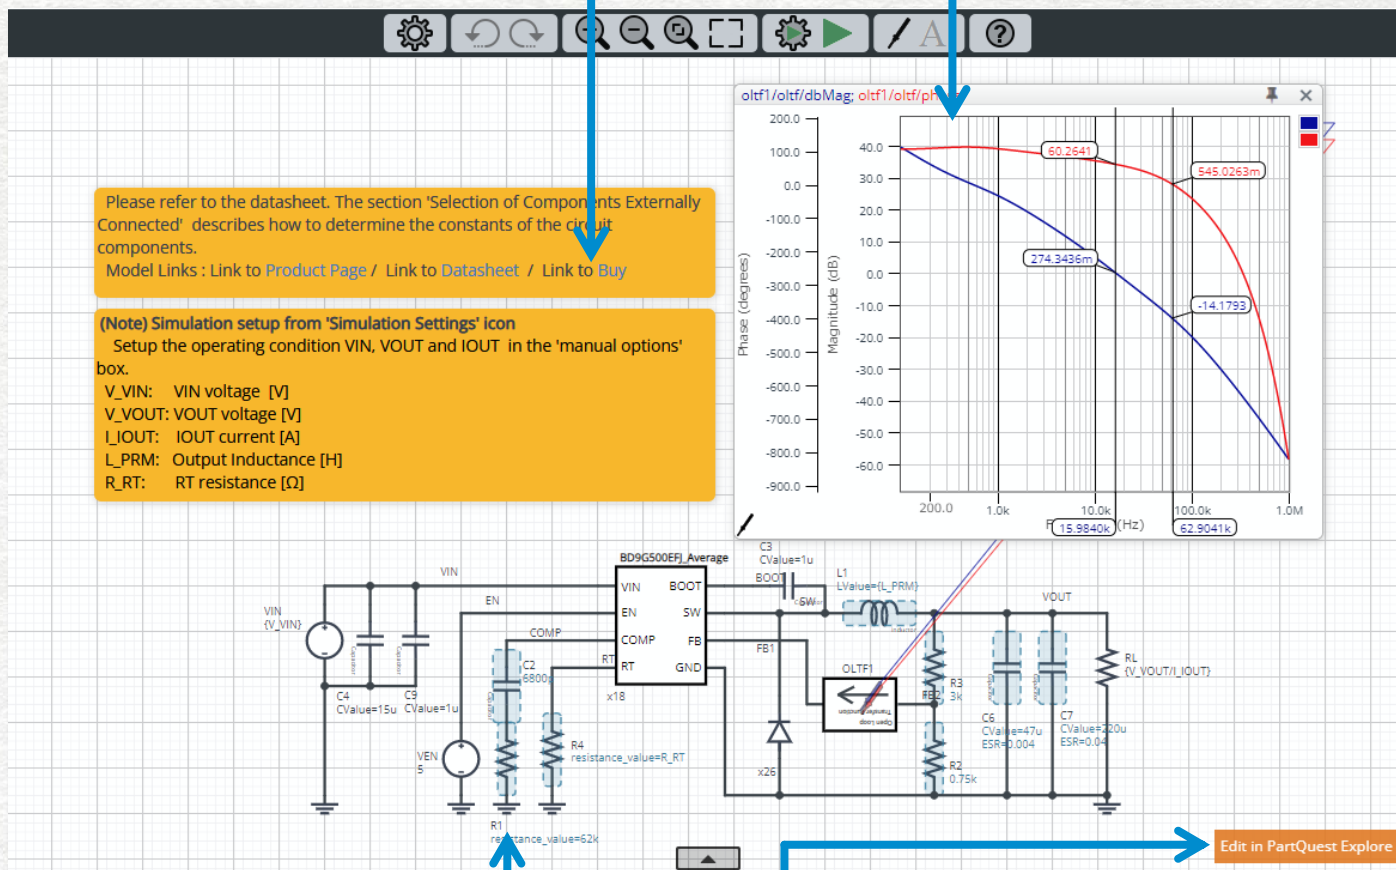 A
?
oltf1/oltf/dbMag; oltf1/oltf/ph
200.0
100.0
0.0
-100.0
-200.0
-300.0
-400.0
-500.0
-600.0
-700.0
-800.0
-900.0
Phase (degrees)
40.0
30.0
20.0
10.0
0.0
-10.0
-20.0
-30.0
-40.0
-50.0
-60.0
Magnitude (dB)
60.2641
545.0263m
274.3436m
-14.1793
200.0
1.0k
10.0k
100.0k
1.0M
(Hz)
15.9840k
62.9041k
Please refer to the datasheet. The section 'Selection of Components Externally
Connected' describes how to determine the constants of the circuit
components.
Model Links : Link to Product Page / Link to Datasheet / Link to Buy
(Note) Simulation setup from 'Simulation Settings' icon
Setup the operating condition VIN, VOUT and IOUT in the 'manual options'
box.
V_VIN: VIN voltage [V]
V_VOUT: VOUT voltage [V]
I_IOUT: IOUT current [A]
L_PRM: Output Inductance [H]
R_RT: RT resistance [Ω]
BD9G500EFJ_Average
VIN
EN
COMP
RT
BOOT
SW
FB
GND
x18
VIN
{V_VIN}
VIN
EN
COMP
RT
C4
CValue=15u
C9
CValue=1u
Capacitor
Capacitor
VEN
5
C2
6800p
R1
resistance_value=62k
R4
resistance_value=R_RT
C3
CValue=1u
BOOT
SW
L1
LValue={L_PRM}
inductor
FB1
x26
OLTF1
Open Loop
Transfer Function
FB2
R3
3k
R2
0.75k
C6
CValue=47u
ESR=0.004
C7
CValue=220u
ESR=0.04
VOUT
RL
{V_VOUT/I_IOUT}
Edit in PartQuest Explore